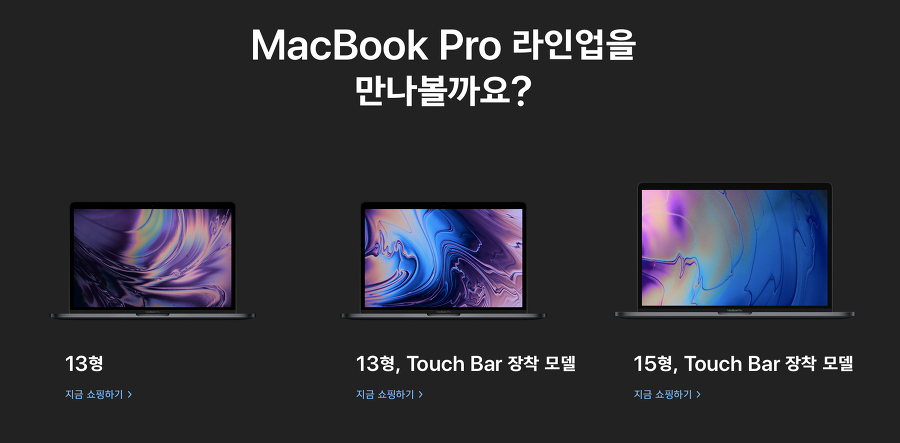 MacBook Pro 라인업을
만나볼까요?
13형
지금 쇼핑하기 >
13형, Touch Bar 장착 모델
지금 쇼핑하기 >
15형, Touch Bar 장착 모델
지금 쇼핑하기 >